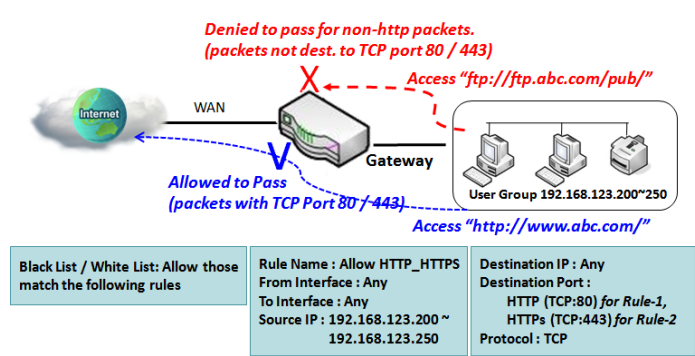 Denied to pass for non-http packets.
(packets not dest. to TCP port 80 / 443)
X
Access “ftp://ftp.abc.com/pub/”
WAN
Internet
V
Gateway
Allowed to Pass
(packets with TCP Port 80 / 443)
User Group 192.168.123.200~250
Access “http://www.abc.com/”
Black List / White List: Allow those
match the following rules
Rule Name : Allow HTTP_HTTPS
From Interface : Any
To Interface : Any
Source IP : 192.168.123.200 ~
192.168.123.250
Destination IP : Any
Destination Port :
HTTP (TCP:80) for Rule-1,
HTTPs (TCP:443) for Rule-2
Protocol : TCP